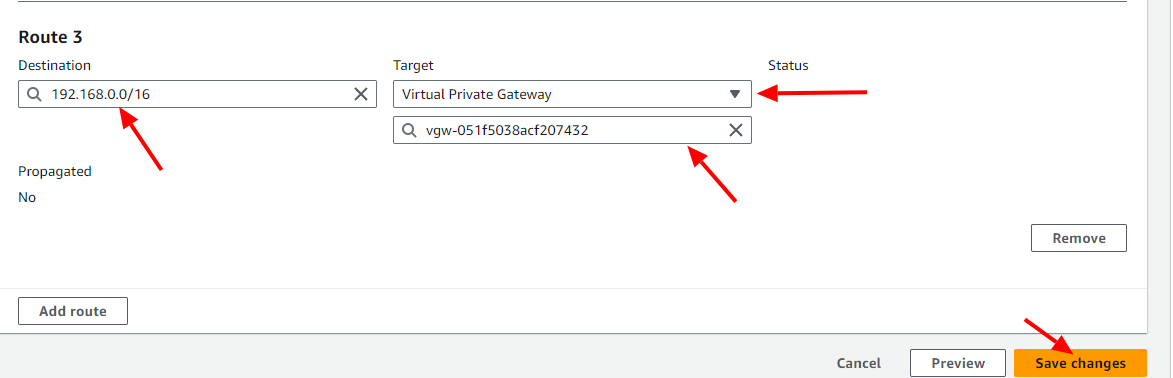 Route 3
Destination
Target
Status
192.168.0.0/16
Virtual Private Gateway
vgw-051f5038acf207432
Propagated
No
Remove
Add route
Cancel
Preview
Save changes